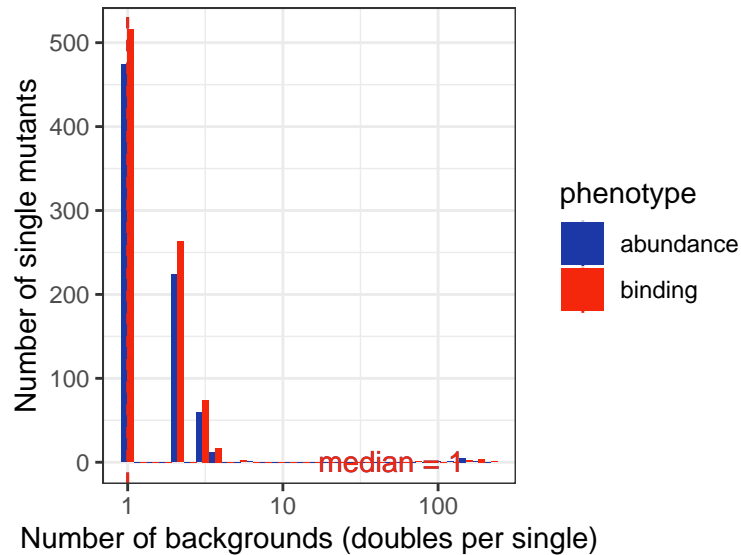 Number of single mutants
500
400
300
200
100
0
median = 1
1
10
100
Number of backgrounds (doubles per single)
phenotype
abundance
binding